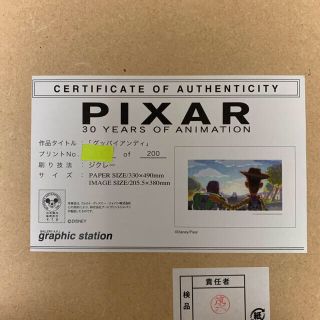 CERTIFICATE OF AUTHENTICITY
PIXAR
30 YEARS OF ANIMATION
作品タイトル:「グッバイアンディ」
プリントNo. of 200
刷り技法:ジクレー
サイズ:PAPER SIZE/330×490mm
IMAGE SIZE/205.5×380mm
©DISNEY
©Disney/Pixar
graphic station
責任者
検品